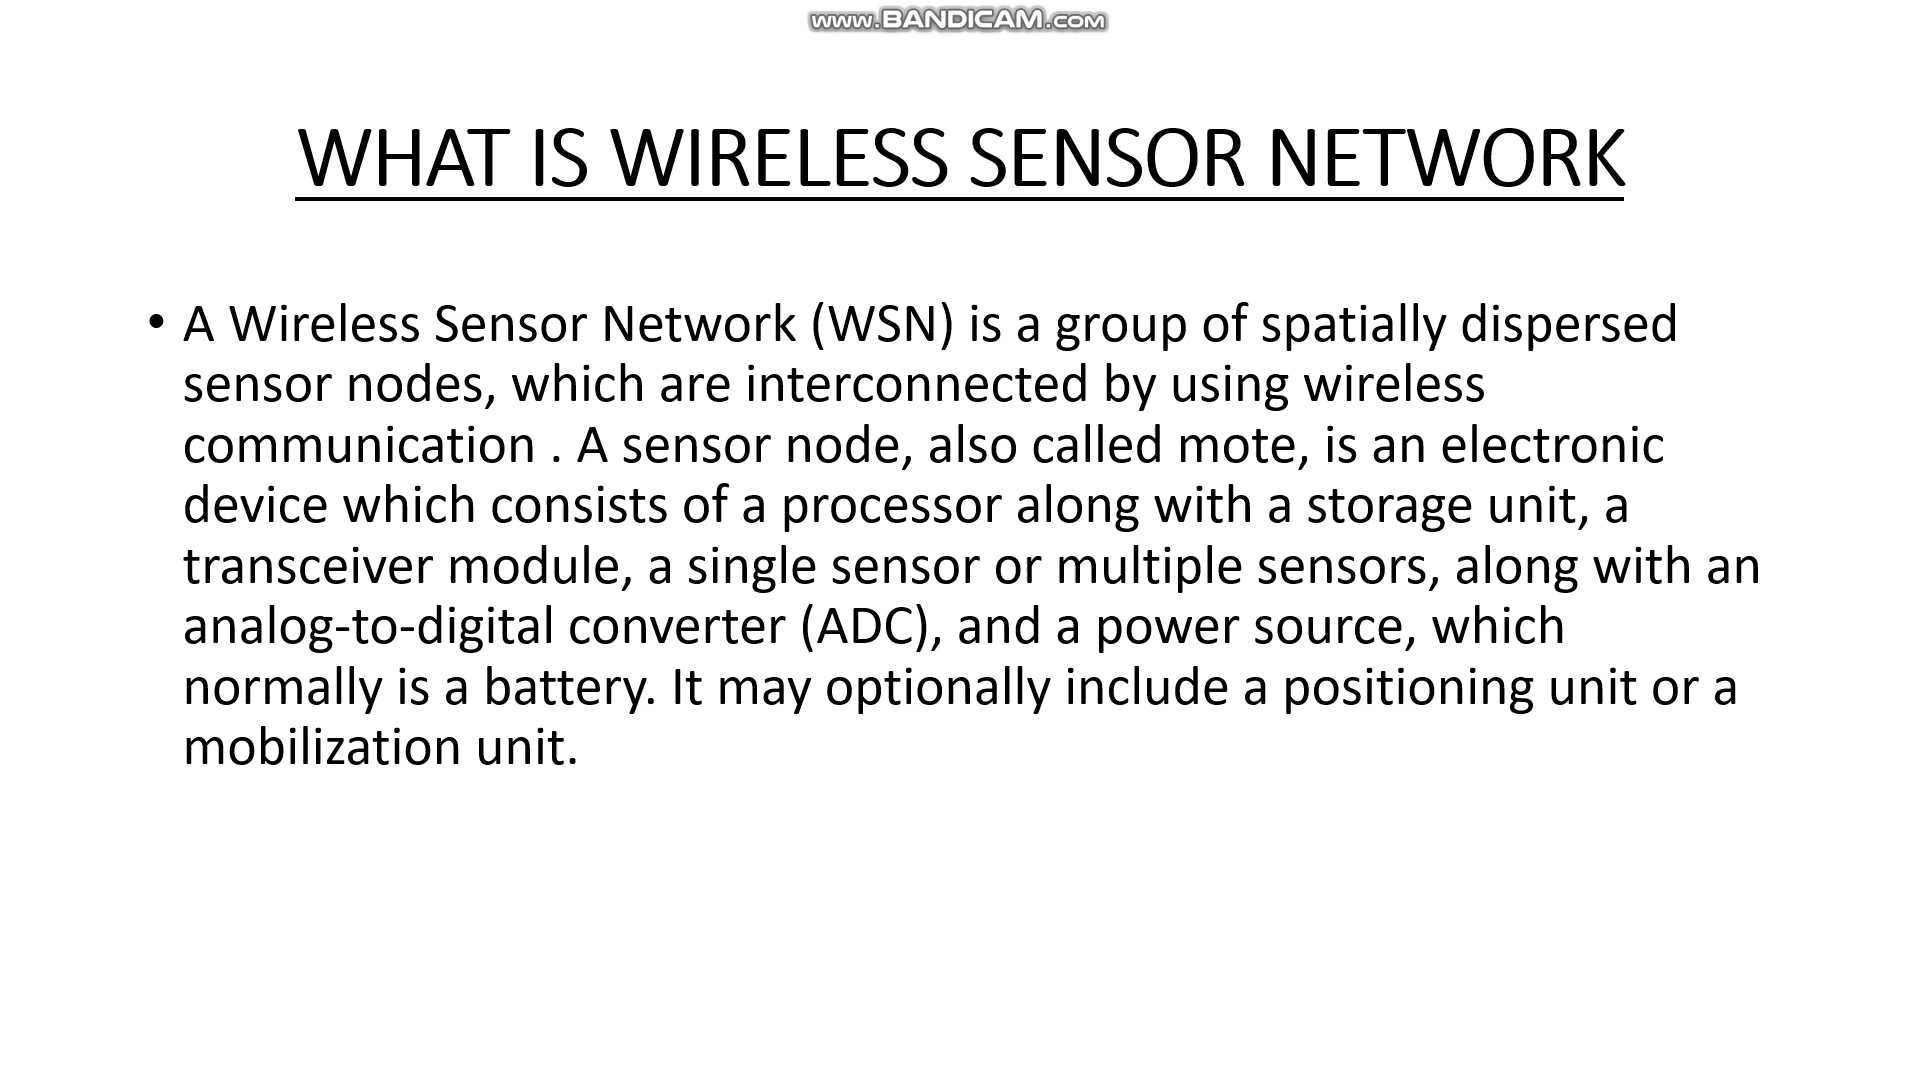 www.BANDICAM.com
WHAT IS WIRELESS SENSOR NETWORK
• A Wireless Sensor Network (WSN) is a group of spatially dispersed
sensor nodes, which are interconnected by using wireless
communication . A sensor node, also called mote, is an electronic
device which consists of a processor along with a storage unit, a
transceiver module, a single sensor or multiple sensors, along with an
analog-to-digital converter (ADC), and a power source, which
normally is a battery. It may optionally include a positioning unit or a
mobilization unit.